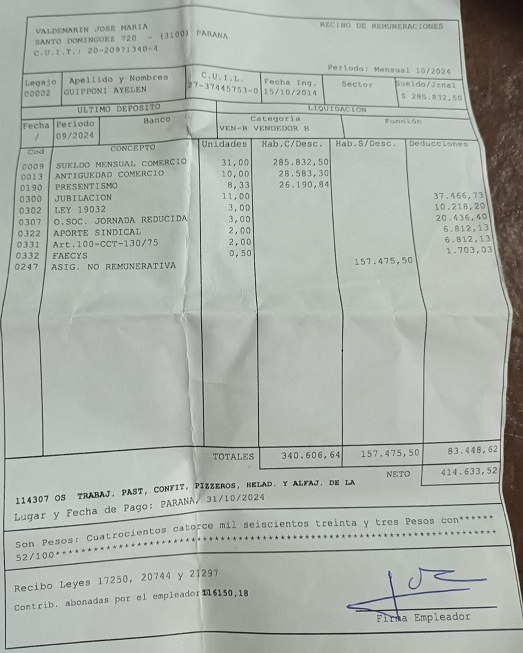 VALDEMARIN JOSE MARIA
RECIBO DE REMUNERACIONES
SANTO DOMINGUEZ 720 - (3100) PARANA
C.U.I.T.: 20-20971340-4
Periodo: Mensual 10/2024
Legajo Apellido y Nombres C.U.I.L. Fecha Ing. Sector Sueldo/Jrnal
00002 GUIPPONI AYELEN 27-37445753-0 15/10/2014 $ 285.832,50
ULTIMO DEPOSITO LIQUIDACION
Fecha Periodo Banco Categoria Función
/ 09/2024 VEN-B VENDEDOR B
Cod CONCEPTO Unidades Hab.C/Desc. Hab.S/Desc. Deducciones
0009 SUELDO MENSUAL COMERCIO 31,00 285.832,50
0013 ANTIGUEDAD COMERCIO 10,00 28.583,30
0190 PRESENTISMO 8,33 26.190,84
0300 JUBILACION 11,00 37.466,73
0302 LEY 19032 3,00 10.218,20
0307 O.SOC. JORNADA REDUCIDA 3,00 20.436,40
0322 APORTE SINDICAL 2,00 6.812,13
0331 Art.100-CCT-130/75 2,00 6.812,13
0332 FAECYS 0,50 1.703,03
0247 ASIG. NO REMUNERATIVA 157.475,50
TOTALES 340.606,64 157.475,50 83.448,62
NETO 414.633,52
114307 OS TRABAJ. PAST, CONFIT, PIZZEROS, HELAD. Y ALFAJ. DE LA
Lugar y Fecha de Pago: PARANA, 31/10/2024
Son Pesos: Cuatrocientos catorce mil seiscientos treinta y tres Pesos con******
52/100**************************************************************
Recibo Leyes 17250, 20744 y 21297
Contrib. abonadas por el empleador:116150,18
Firma Empleador